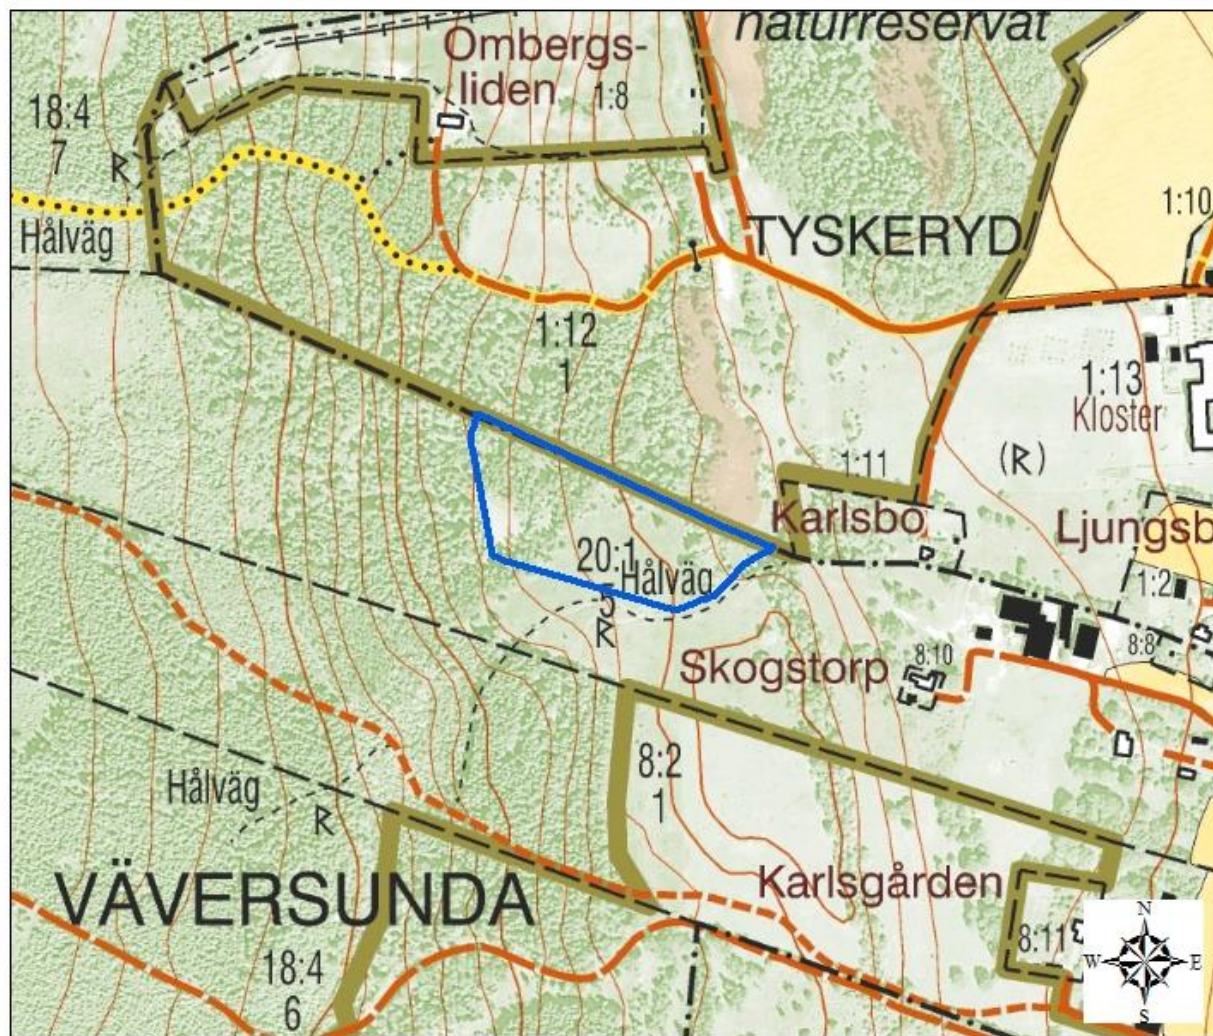 naturreservat
Ombergs-
liden
1:8
18:4
7
R
Hålväg
TYSKERYD
1:10
1:12
1
1:13
Kloster
1:11
(R)
Karlsbo
Ljungsb
20:1
Hålväg
5
R
1:2
8:8
8:10
Skogstorp
8:2
1
Hålväg
R
VÄVERSUNDA
Karlsgården
8:11
18:4
6
N
W
E
S